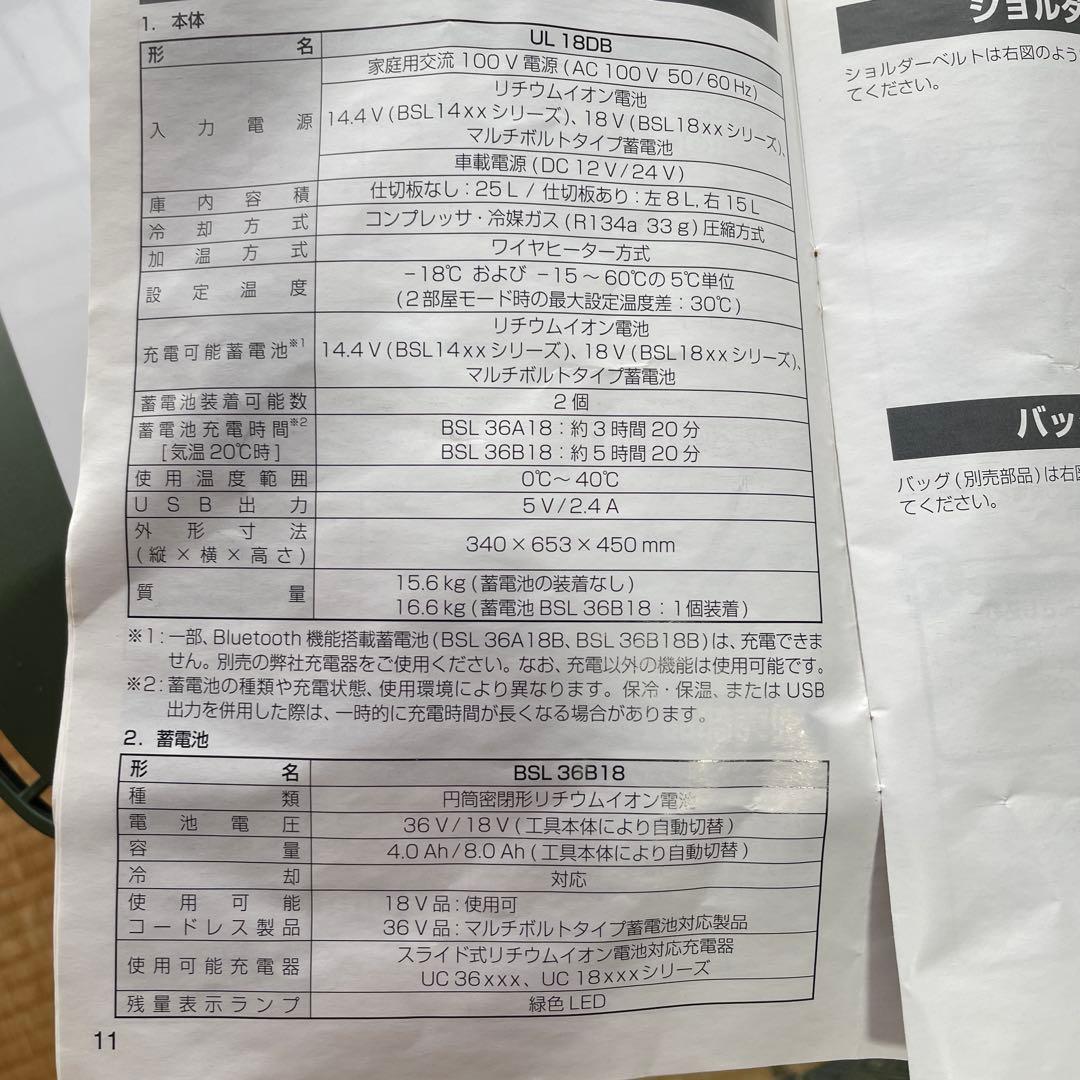 1. 本体
形名 UL 18DB
入力電源 家庭用交流 100 V 電源 (AC 100 V 50/60 Hz)
リチウムイオン電池
14.4 V (BSL14xx シリーズ)、18 V (BSL18xx シリーズ)、
マルチボルトタイプ蓄電池
車載電源 (DC 12 V/24 V)
庫内容積 仕切板なし : 25 L / 仕切板あり : 左 8 L, 右 15 L
冷却方式 コンプレッサ・冷媒ガス (R134a 33 g) 圧縮方式
加温方式 ワイヤヒーター方式
設定温度 −18℃ および −15 〜 60℃の 5℃単位
(2 部屋モード時の最大設定温度差 : 30℃)
充電可能蓄電池※1 リチウムイオン電池
14.4 V (BSL14xx シリーズ)、18 V (BSL18xx シリーズ)、
マルチボルトタイプ蓄電池
蓄電池装着可能数 2 個
蓄電池充電時間※2 BSL 36A18 : 約 3 時間 20 分
[気温 20℃時] BSL 36B18 : 約 5 時間 20 分
使用温度範囲 0℃〜 40℃
USB出力 5 V/2.4 A
外形寸法
(縦×横×高さ) 340 × 653 × 450 mm
質量 15.6 kg (蓄電池の装着なし)
16.6 kg (蓄電池 BSL 36B18 : 1個装着)
※1 : 一部、Bluetooth 機能搭載蓄電池 (BSL 36A18B、BSL 36B18B) は、充電できま
せん。別売の弊社充電器をご使用ください。なお、充電以外の機能は使用可能です。
※2 : 蓄電池の種類や充電状態、使用環境により異なります。保冷・保温、または USB
出力を併用した際は、一時的に充電時間が長くなる場合があります。
2. 蓄電池
形名 BSL 36B18
種類 円筒密閉形リチウムイオン電池
電池電圧 36 V/18 V (工具本体により自動切替)
容量 4.0 Ah/8.0 Ah (工具本体により自動切替)
冷却 対応
使用可能 18 V 品 : 使用可
コードレス製品 36 V 品 : マルチボルトタイプ蓄電池対応製品
使用可能充電器 スライド式リチウムイオン電池対応充電器
UC 36xxx、UC 18xxxシリーズ
残量表示ランプ 緑色 LED
11
ショルダ
ショルダーベルトは右図のよう
てください。
バッ
バッグ (別売部品) は右図
てください。